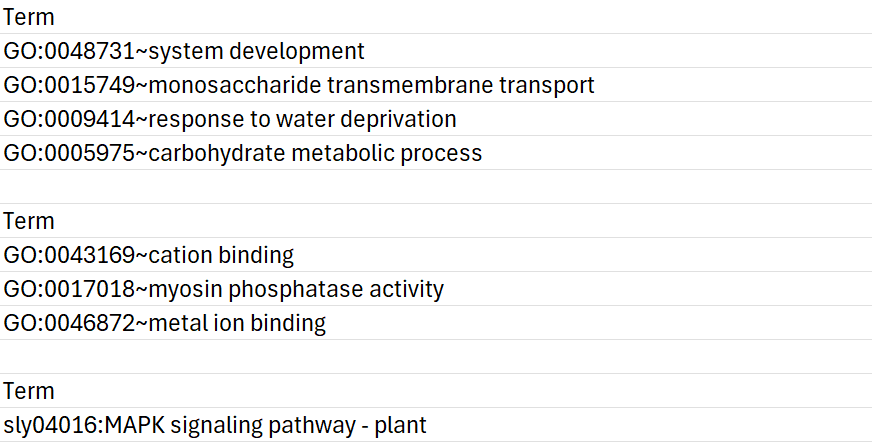 Term
GO:0048731~system development
GO:0015749~monosaccharide transmembrane transport
GO:0009414~response to water deprivation
GO:0005975~carbohydrate metabolic process
Term
GO:0043169~cation binding
GO:0017018~myosin phosphatase activity
GO:0046872~metal ion binding
Term
sly04016:MAPK signaling pathway - plant